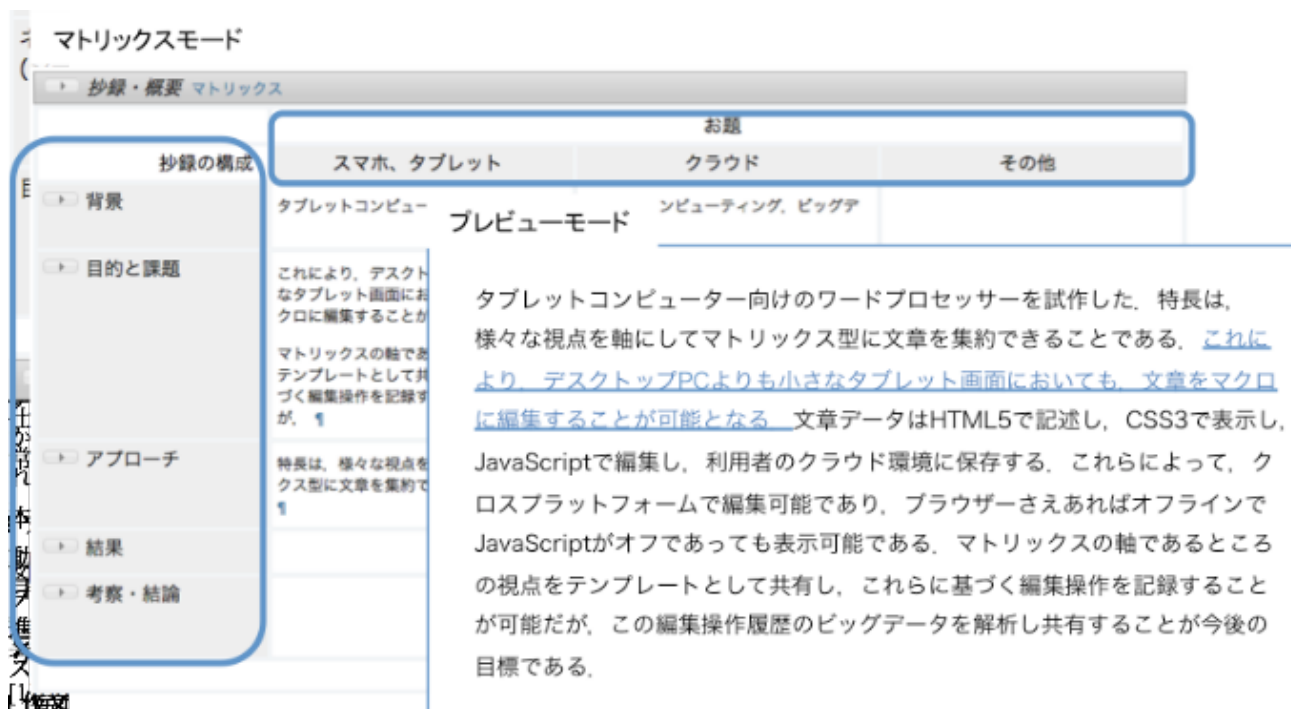 マトリックスモード
抄録・概要 マトリックス
お題
抄録の構成 スマホ、タブレット クラウド その他
背景
タブレットコンピュー
ンピューティング，ビッグデ
目的と課題
これにより，デスクト
なタブレット画面にお
クロに編集することが
マトリックスの軸であ
テンプレートとして共
づく編集操作を記録す
が，¶
アプローチ
特長は，様々な視点を
クス型に文章を集約で
¶
結果
考察・結論
プレビューモード
タブレットコンピューター向けのワードプロセッサーを試作した．特長は，
様々な視点を軸にしてマトリックス型に文章を集約できることである．これに
より，デスクトップPCよりも小さなタブレット画面においても，文章をマクロ
に編集することが可能となる．文章データはHTML5で記述し，CSS3で表示し，
JavaScriptで編集し，利用者のクラウド環境に保存する．これらによって，ク
ロスプラットフォームで編集可能であり，ブラウザーさえあればオフラインで
JavaScriptがオフであっても表示可能である．マトリックスの軸であるところ
の視点をテンプレートとして共有し，これらに基づく編集操作を記録すること
が可能だが，この編集操作履歴のビッグデータを解析し共有することが今後の
目標である．